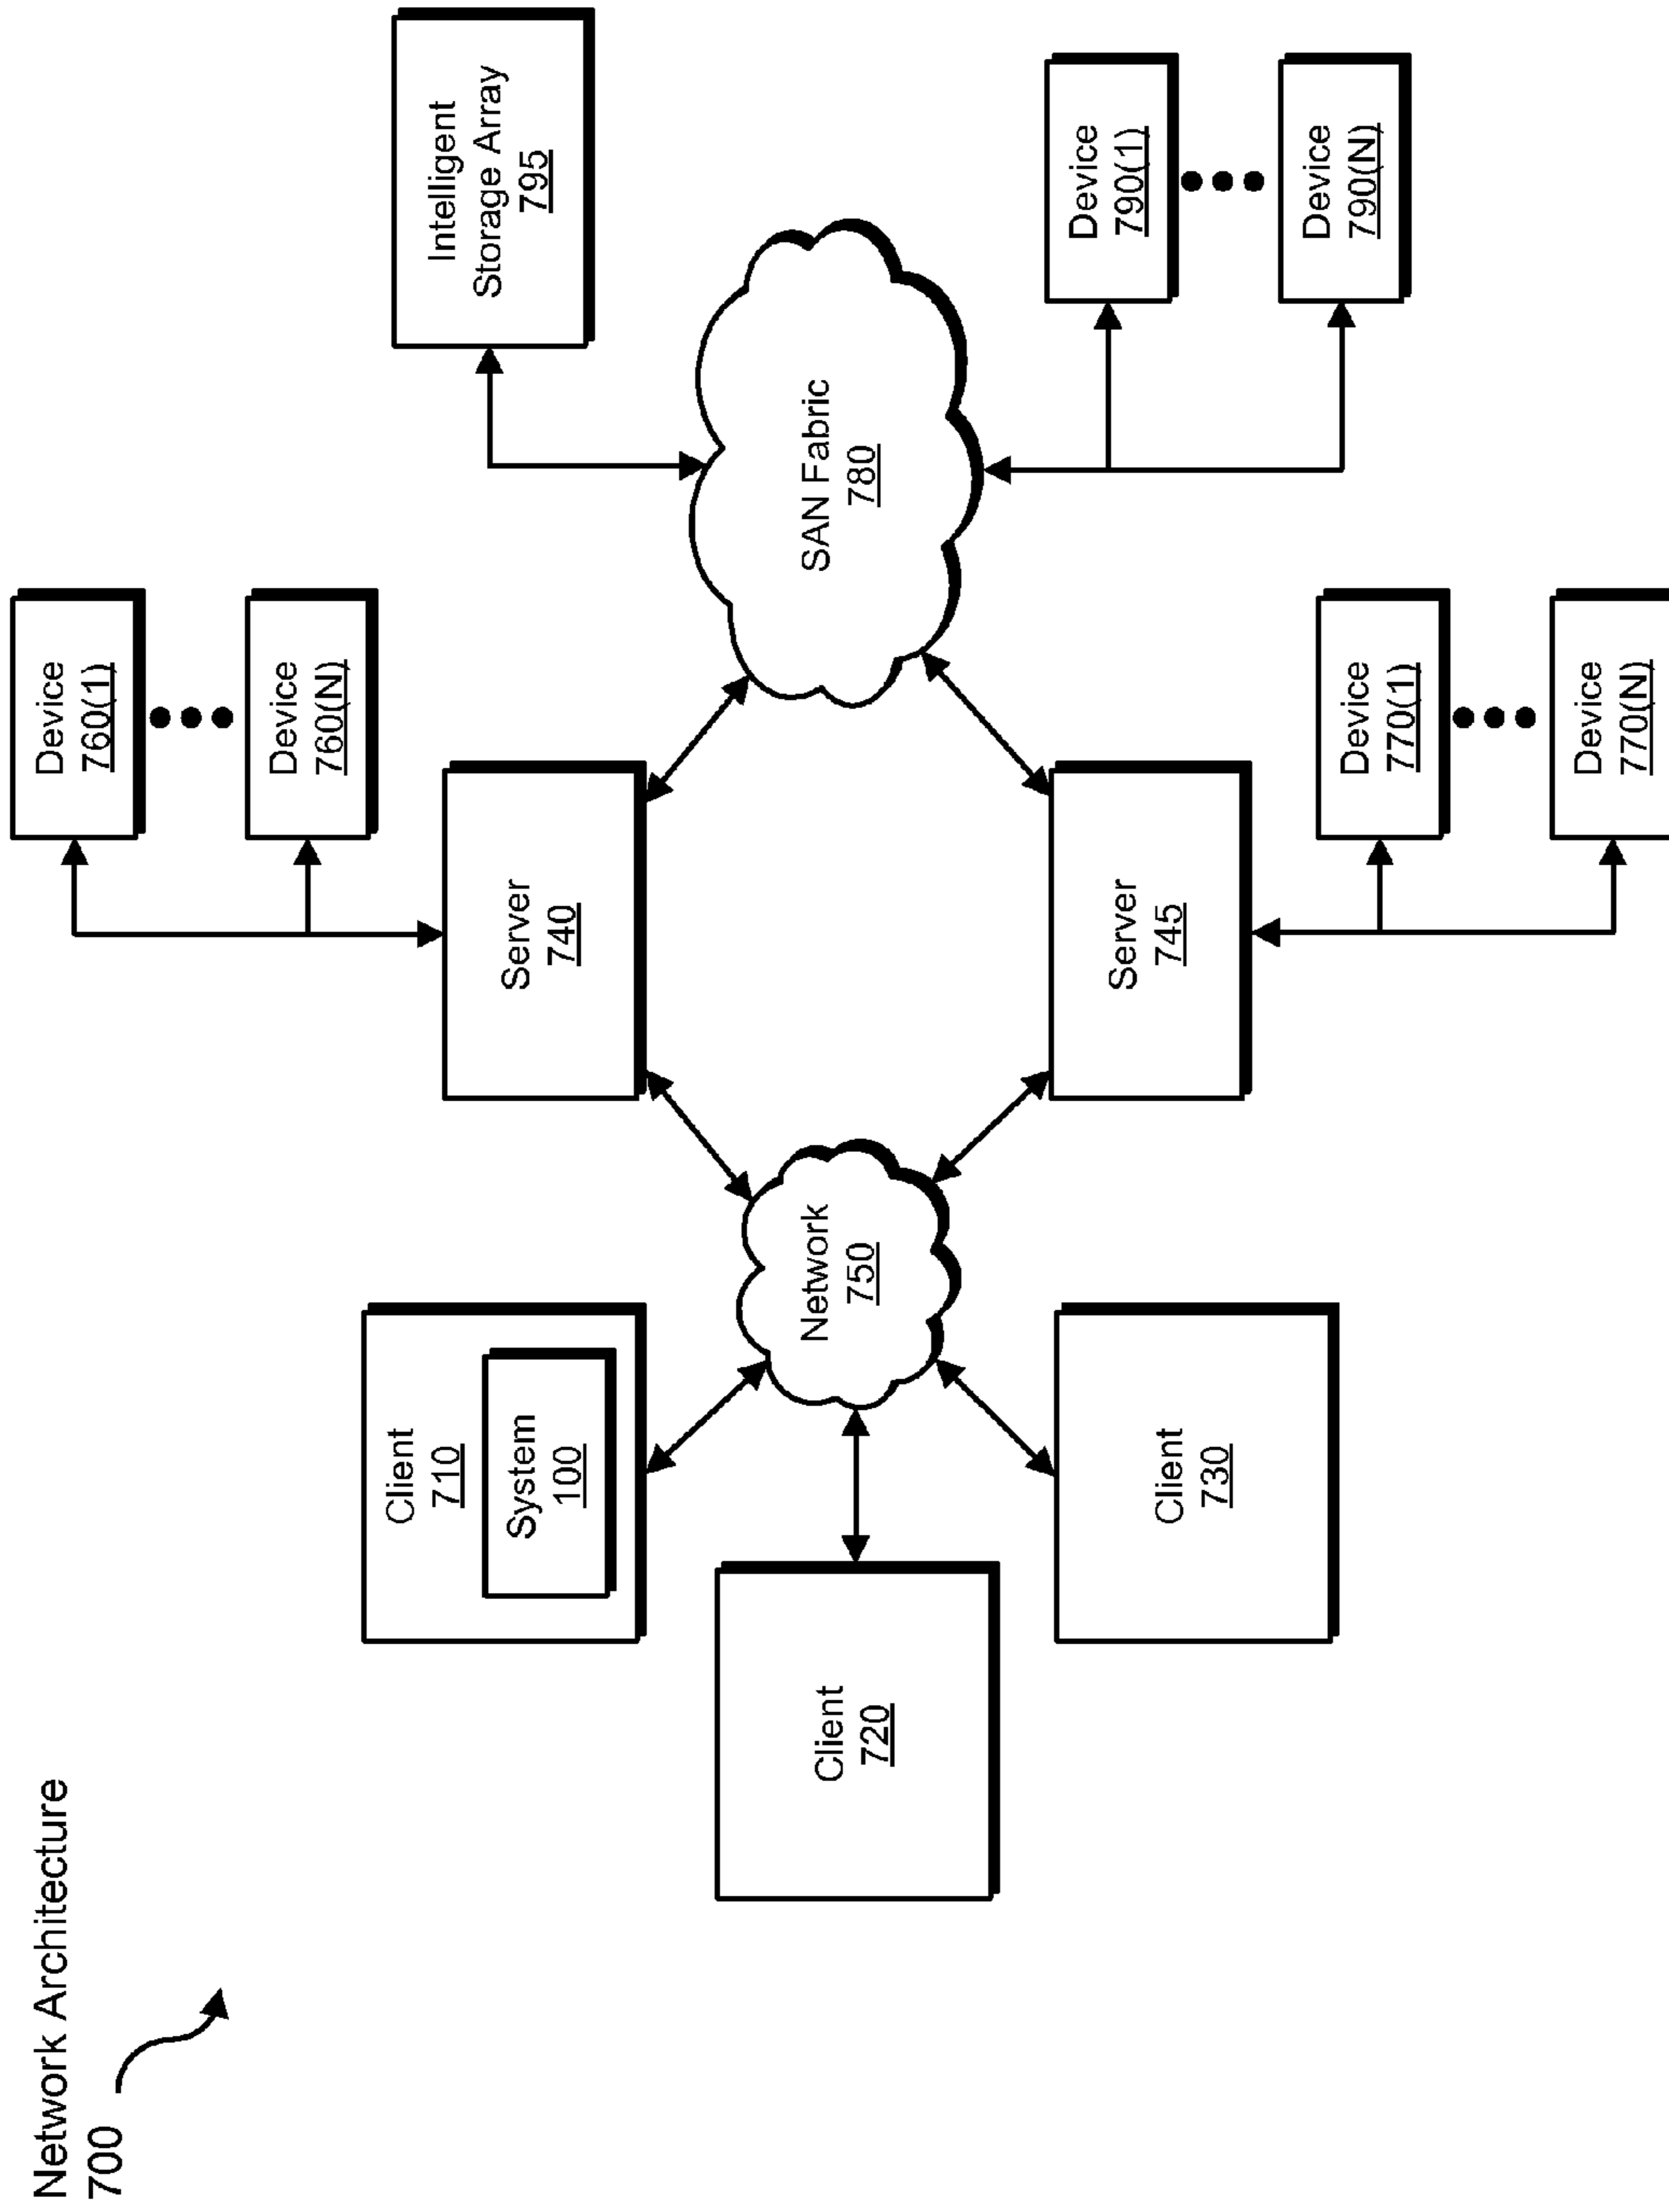 Network Architecture
700
Client
710
System
100
Client
720
Client
730
Network
750
Server
740
Server
745
Device
760(1)
Device
760(N)
Device
770(1)
Device
770(N)
SAN Fabric
780
Intelligent
Storage Array
795
Device
790(1)
Device
790(N)